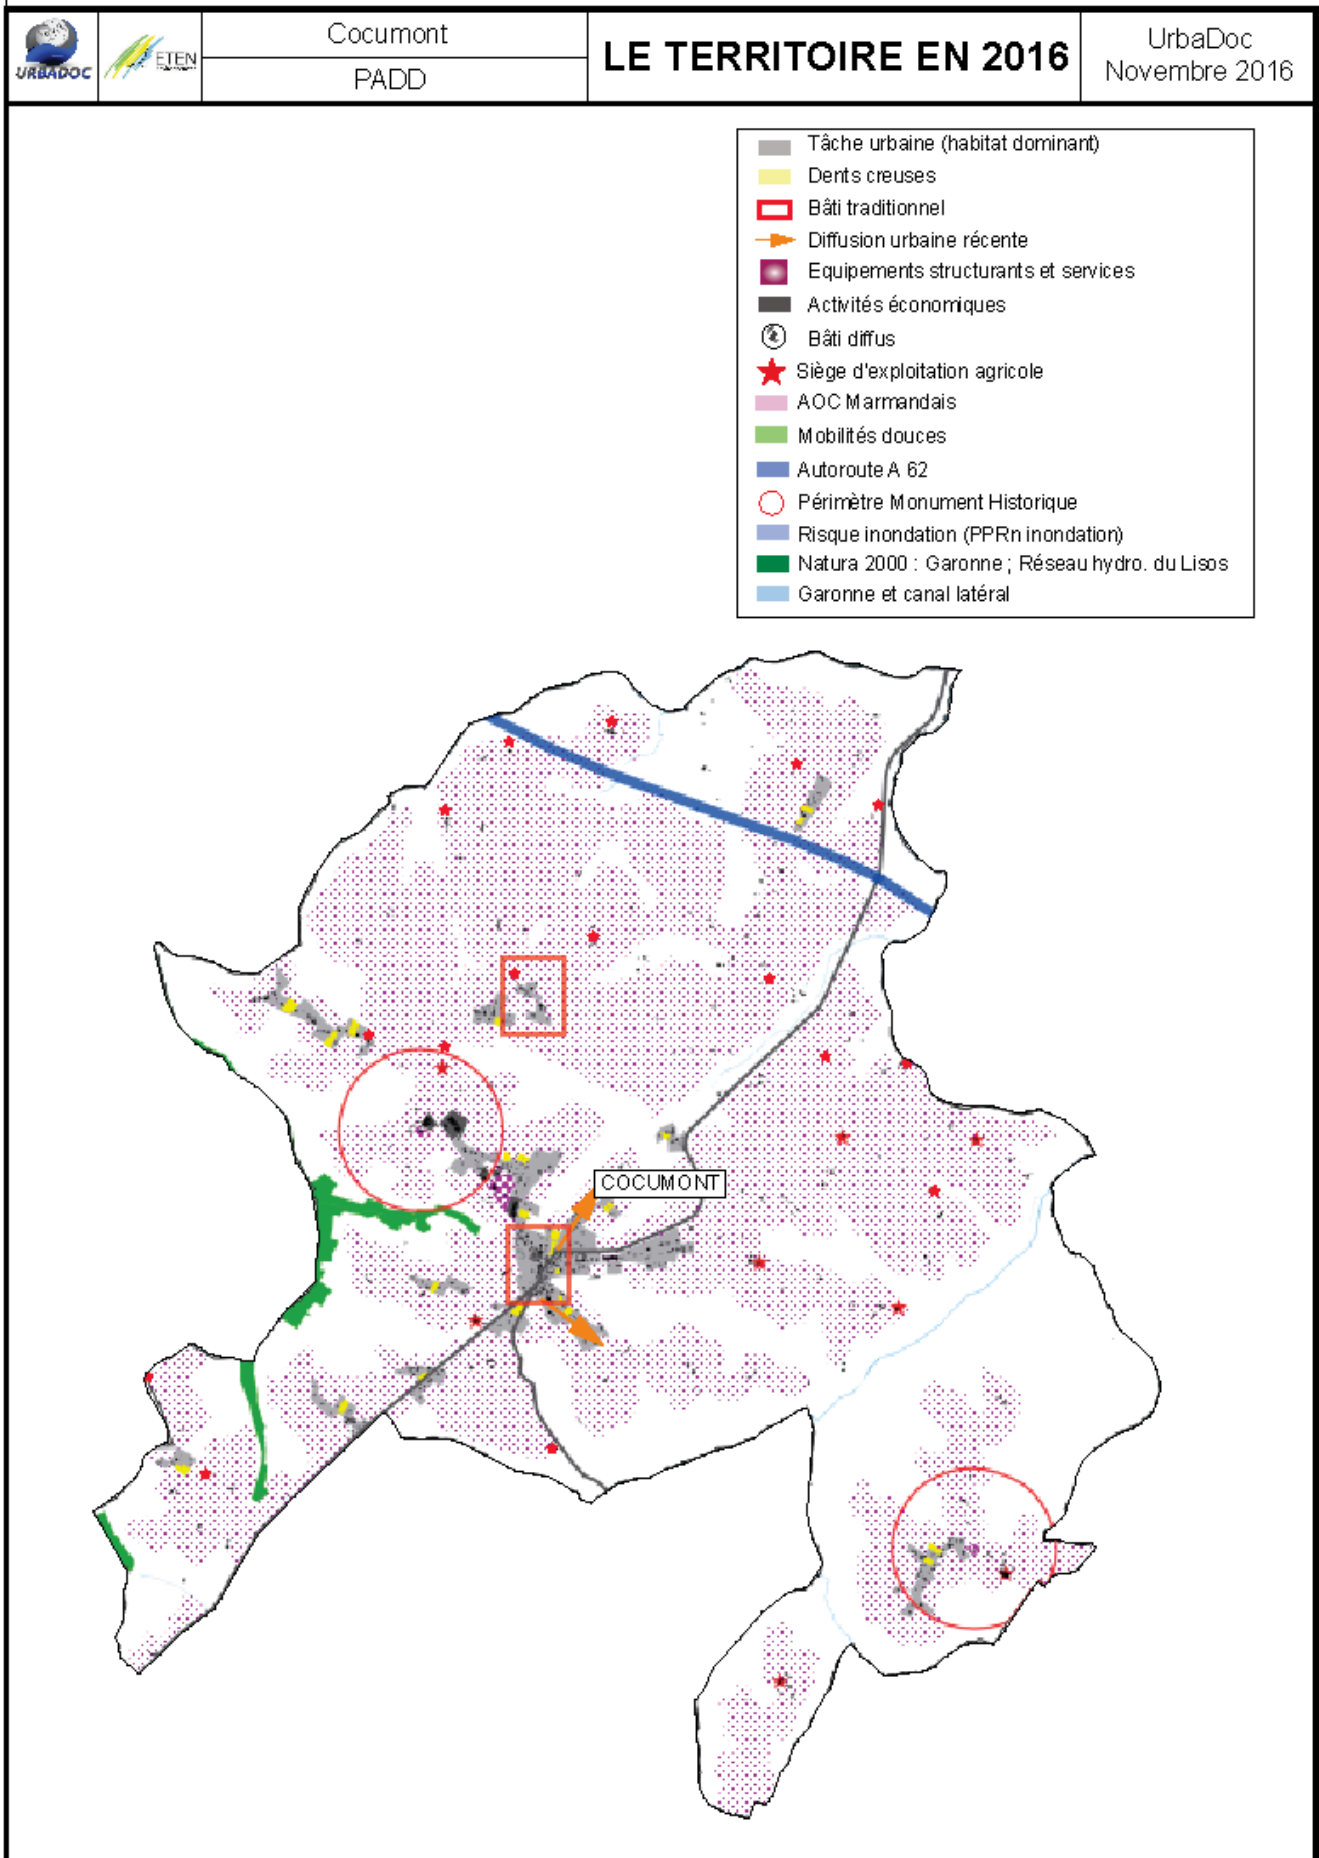 URBADOC
ETEN
Cocumont
PADD
LE TERRITOIRE EN 2016
UrbaDoc
Novembre 2016
Tâche urbaine (habitat dominant)
Dents creuses
Bâti traditionnel
Diffusion urbaine récente
Equipements structurants et services
Activités économiques
Bâti diffus
Siège d'exploitation agricole
AOC Marmandais
Mobilités douces
Autoroute A 62
Périmètre Monument Historique
Risque inondation (PPRn inondation)
Natura 2000 : Garonne ; Réseau hydro. du Lisos
Garonne et canal latéral
COCUMONT